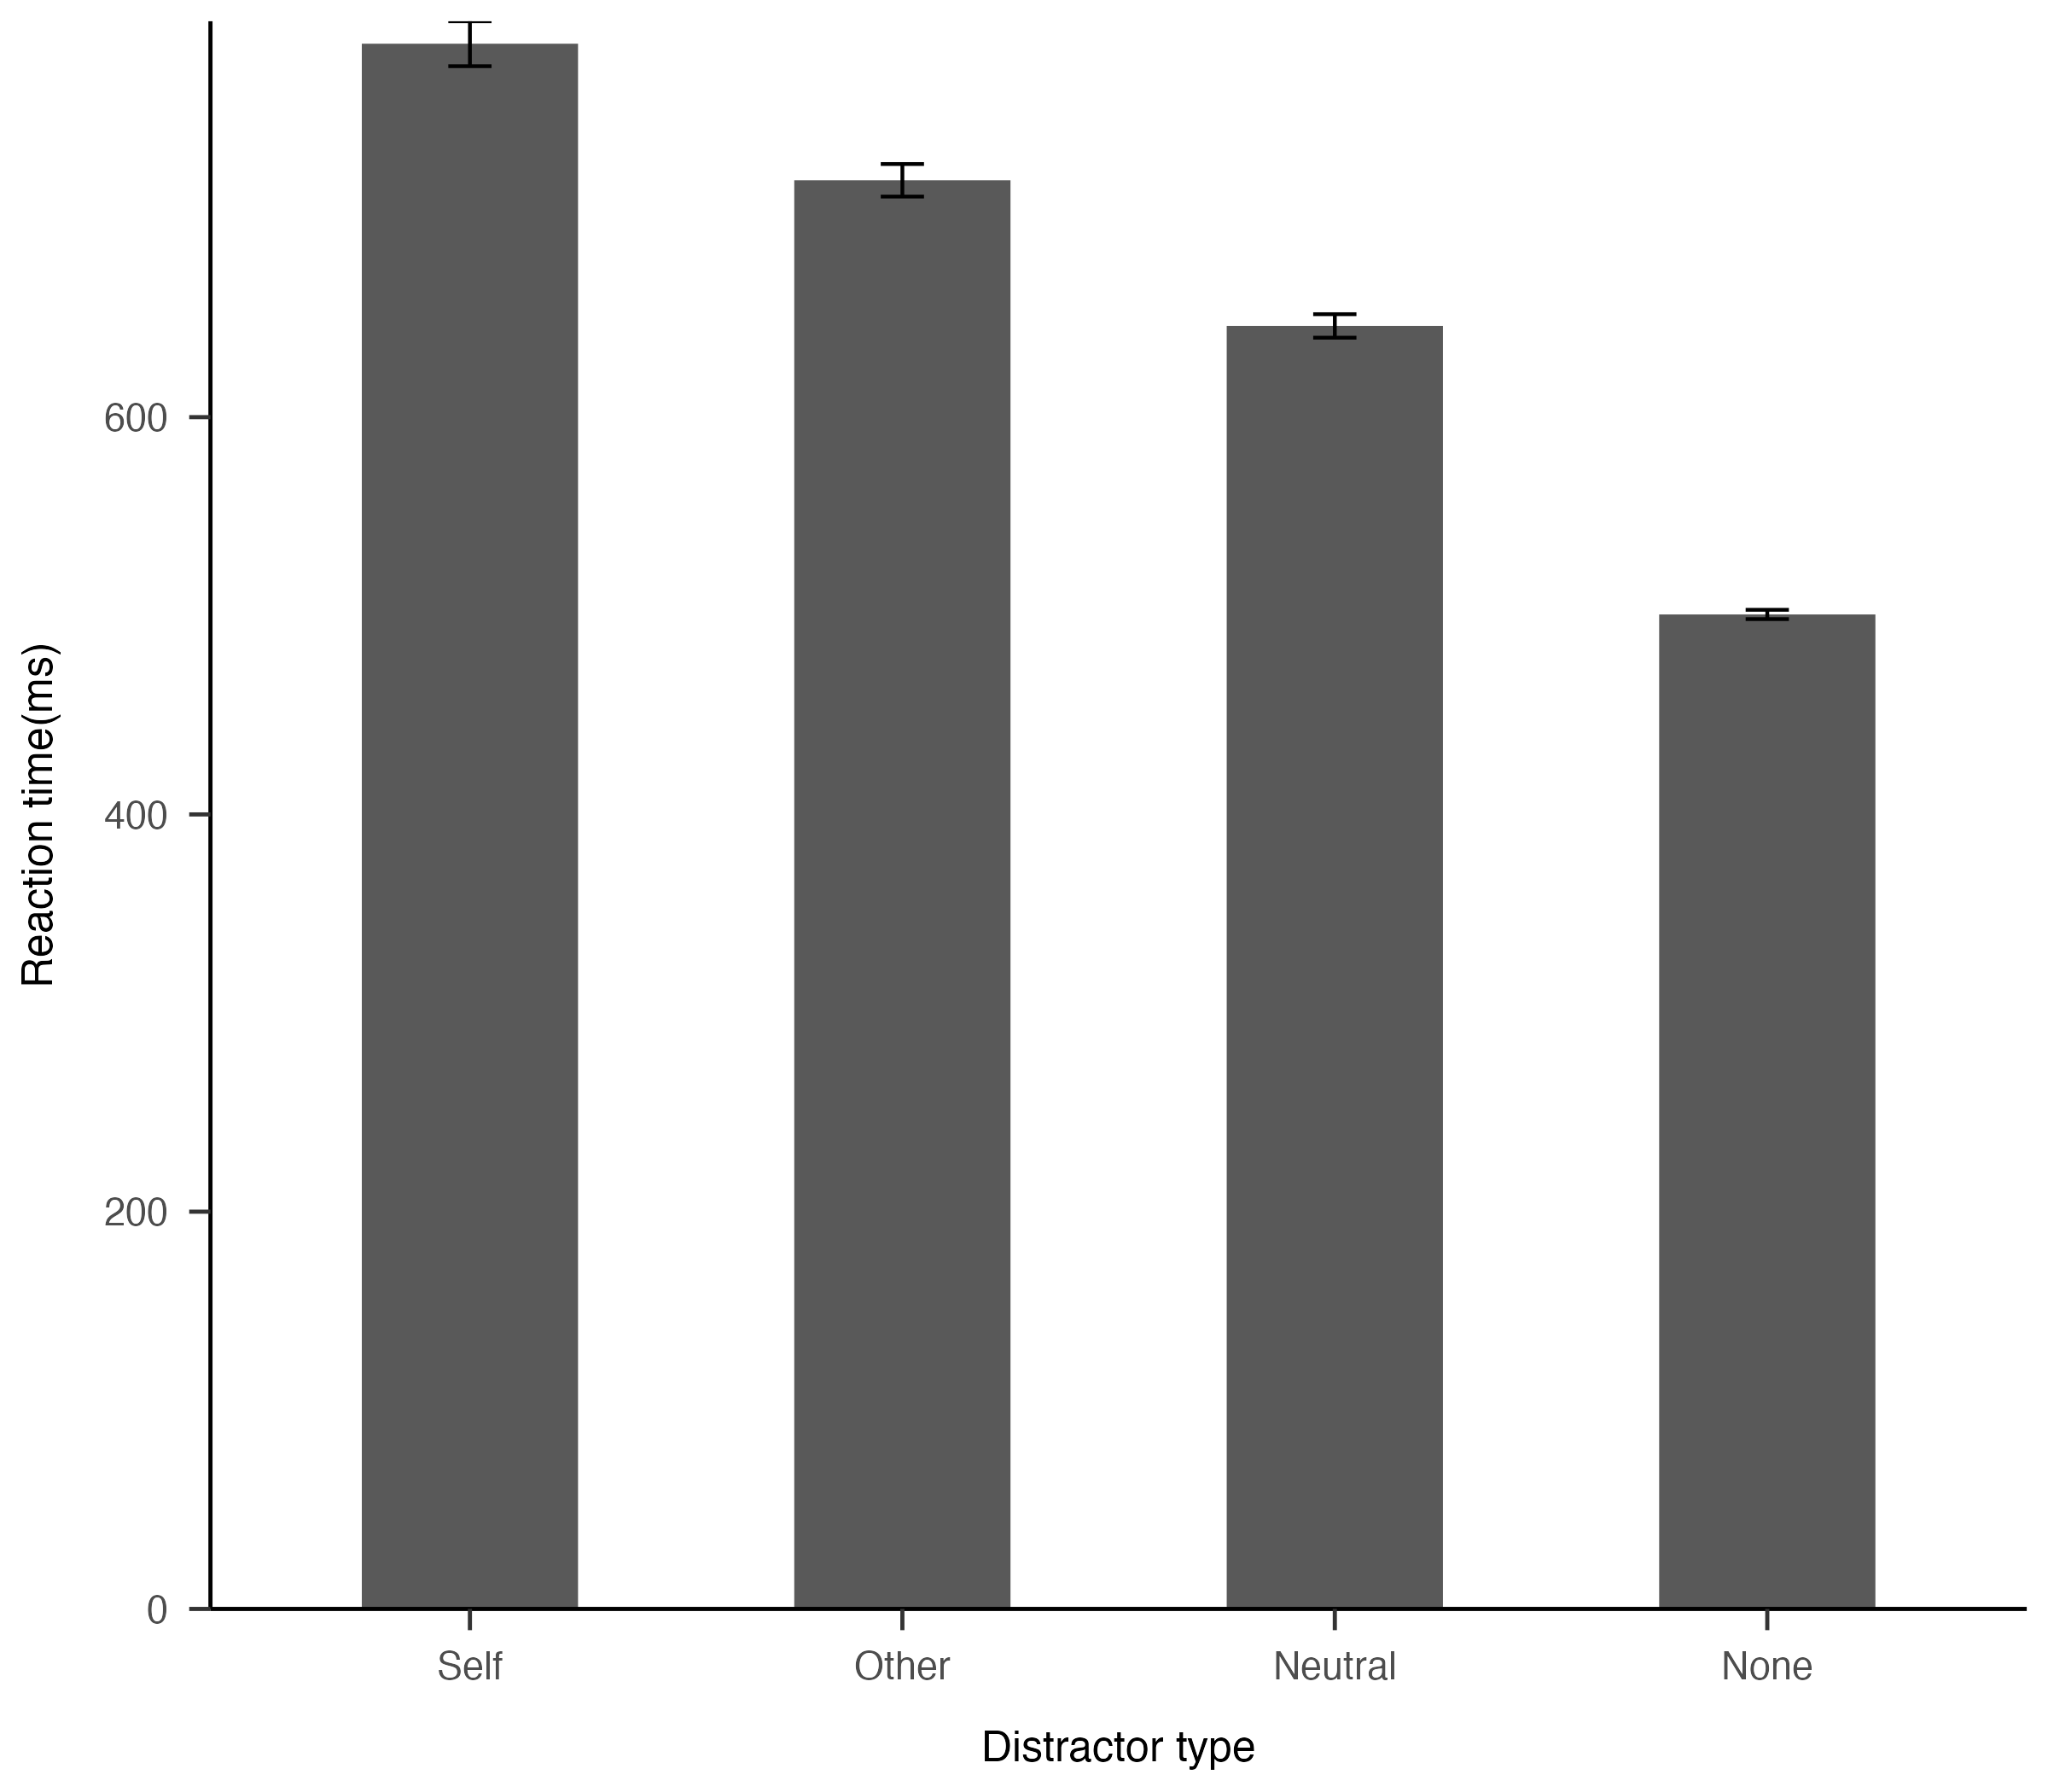 Reaction time(ms)
600
400
200
0
Self
Other
Neutral
None
Distractor type